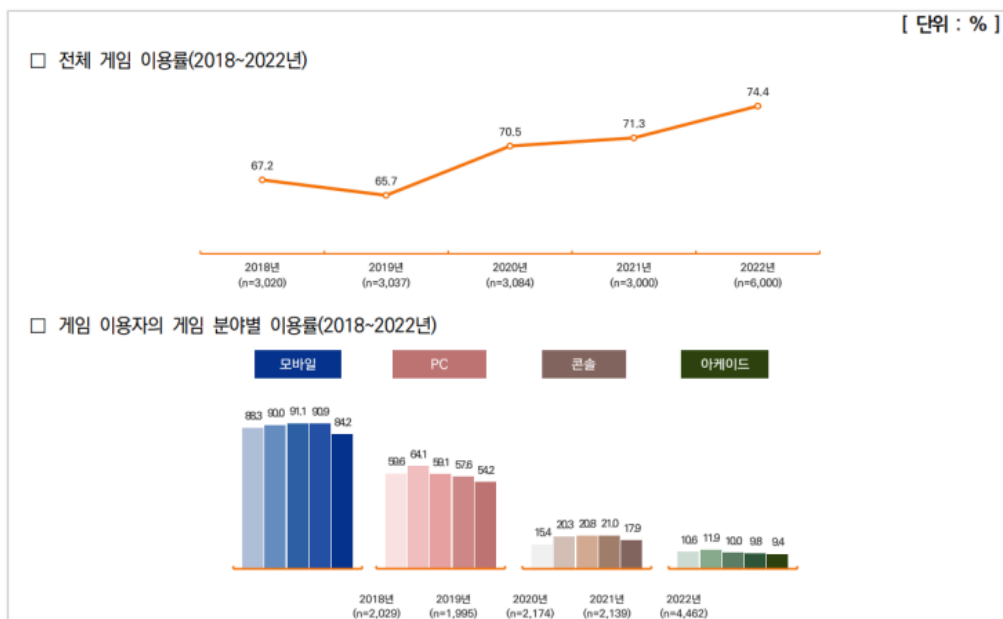 [ 단위 : % ]
□ 전체 게임 이용률(2018~2022년)
74.4
71.3
70.5
67.2
65.7
2018년 2019년 2020년 2021년 2022년
(n=3,020) (n=3,037) (n=3,084) (n=3,000) (n=6,000)
□ 게임 이용자의 게임 분야별 이용률(2018~2022년)
모바일 PC 콘솔 아케이드
88.3 90.0 91.1 90.9 84.2
59.6 64.1 59.1 57.6 54.2
15.4 20.3 20.8 21.0 17.9
10.6 11.9 10.0 9.8 9.4
2018년 2019년 2020년 2021년 2022년
(n=2,029) (n=1,995) (n=2,174) (n=2,139) (n=4,462)